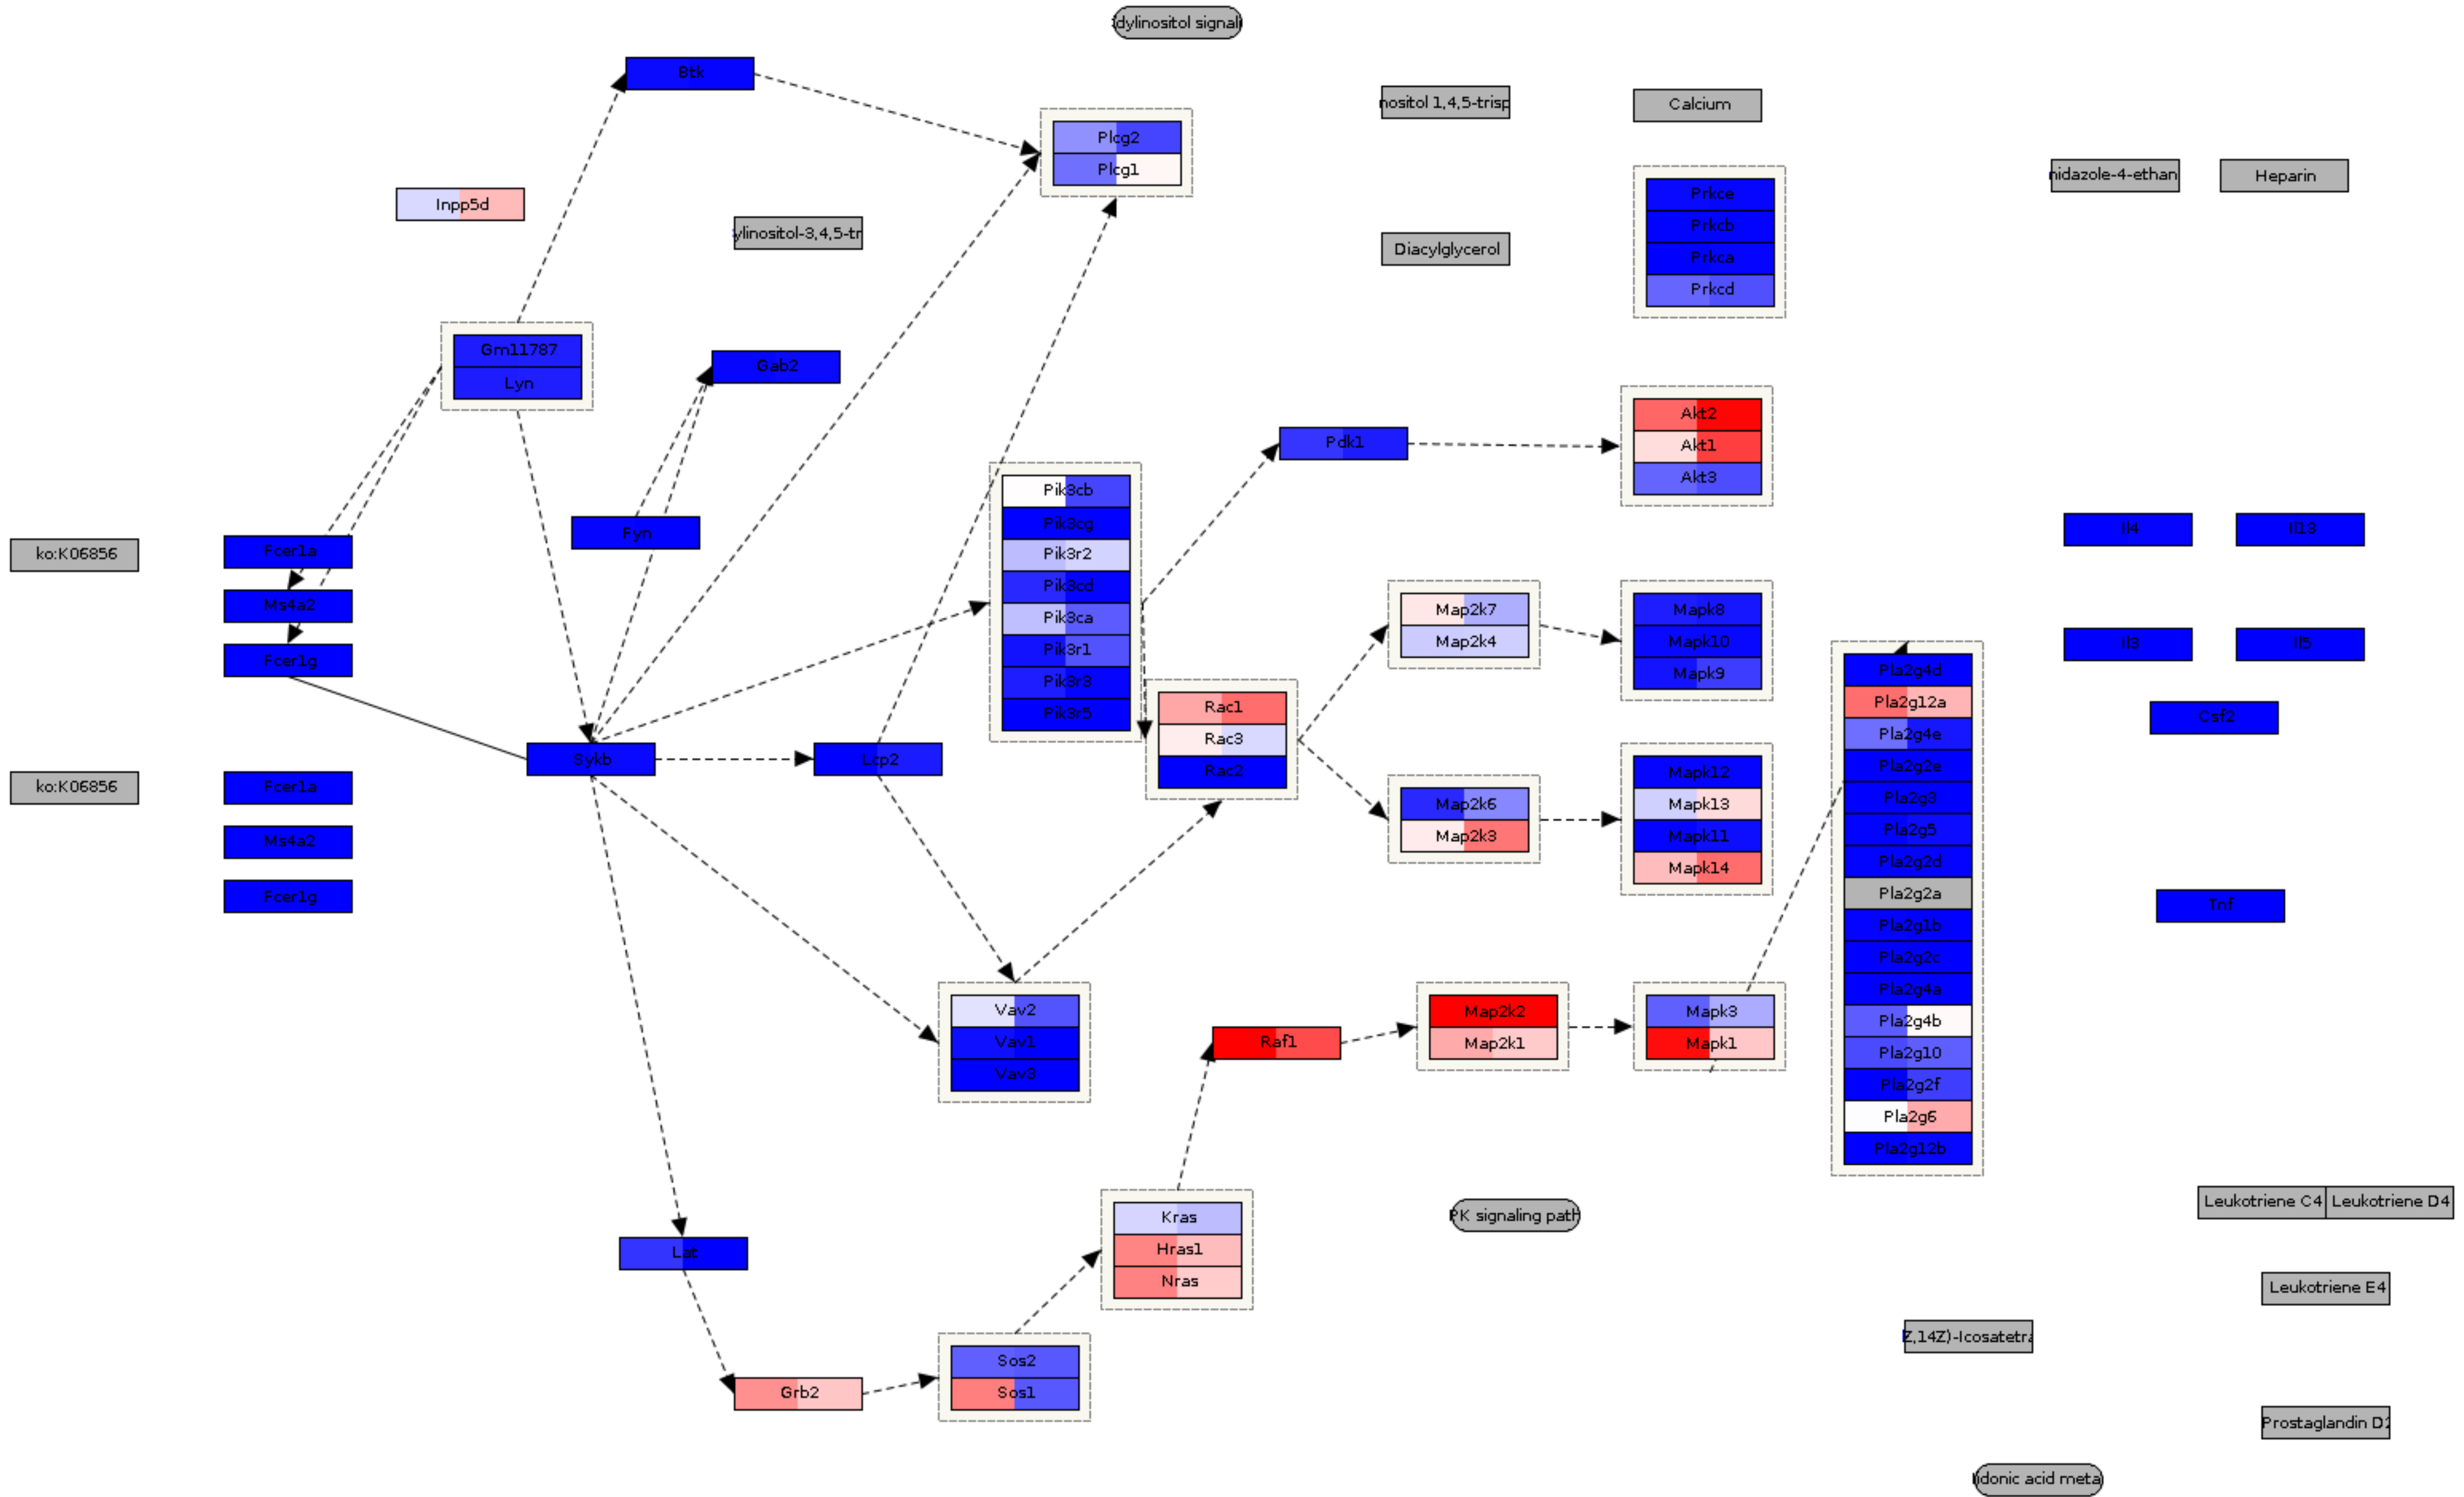 dylinositol signali
Btk
nositol 1,4,5-trisp
Calcium
Plcg2
Plcg1
nidazole-4-ethan
Heparin
Inpp5d
Prkce
Prkcb
Prkca
Prkcd
ylinositol-3,4,5-tr
Diacylglycerol
Gm11787
Lyn
Gab2
Akt2
Akt1
Akt3
Pdk1
Pik3cb
Pik3cg
Pik3r2
Pik3cd
Pik3ca
Pik3r1
Pik3r3
Pik3r5
Fyn
Il4
Il13
ko:K06856
Fcer1a
Ms4a2
Fcer1g
Map2k7
Map2k4
Mapk8
Mapk10
Mapk9
Il3
Il5
Pla2g4d
Pla2g12a
Pla2g4e
Pla2g2e
Pla2g3
Pla2g5
Pla2g2d
Pla2g2a
Pla2g1b
Pla2g2c
Pla2g4a
Pla2g4b
Pla2g10
Pla2g2f
Pla2g6
Pla2g12b
Rac1
Rac3
Rac2
Csf2
Sykb
Lcp2
Mapk12
Mapk13
Mapk11
Mapk14
ko:K06856
Fcer1a
Ms4a2
Fcer1g
Map2k6
Map2k3
Tnf
Vav2
Vav1
Vav3
Raf1
Map2k2
Map2k1
Mapk3
Mapk1
Kras
Hras1
Nras
PK signaling path
Leukotriene C4
Leukotriene D4
Lat
Leukotriene E4
Z,14Z)-Icosatetra
Sos2
Sos1
Grb2
Prostaglandin D2
idonic acid meta